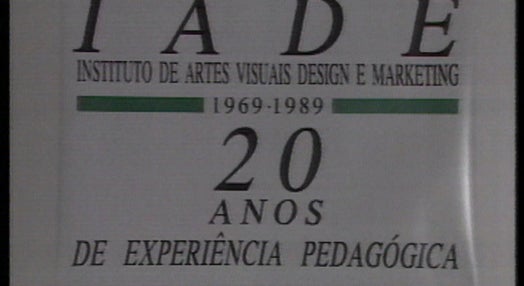 IADE
INSTITUTO DE ARTES VISUAIS DESIGN E MARKETING
1969·1989
20
ANOS
DE EXPERIÊNCIA PEDAGÓGICA